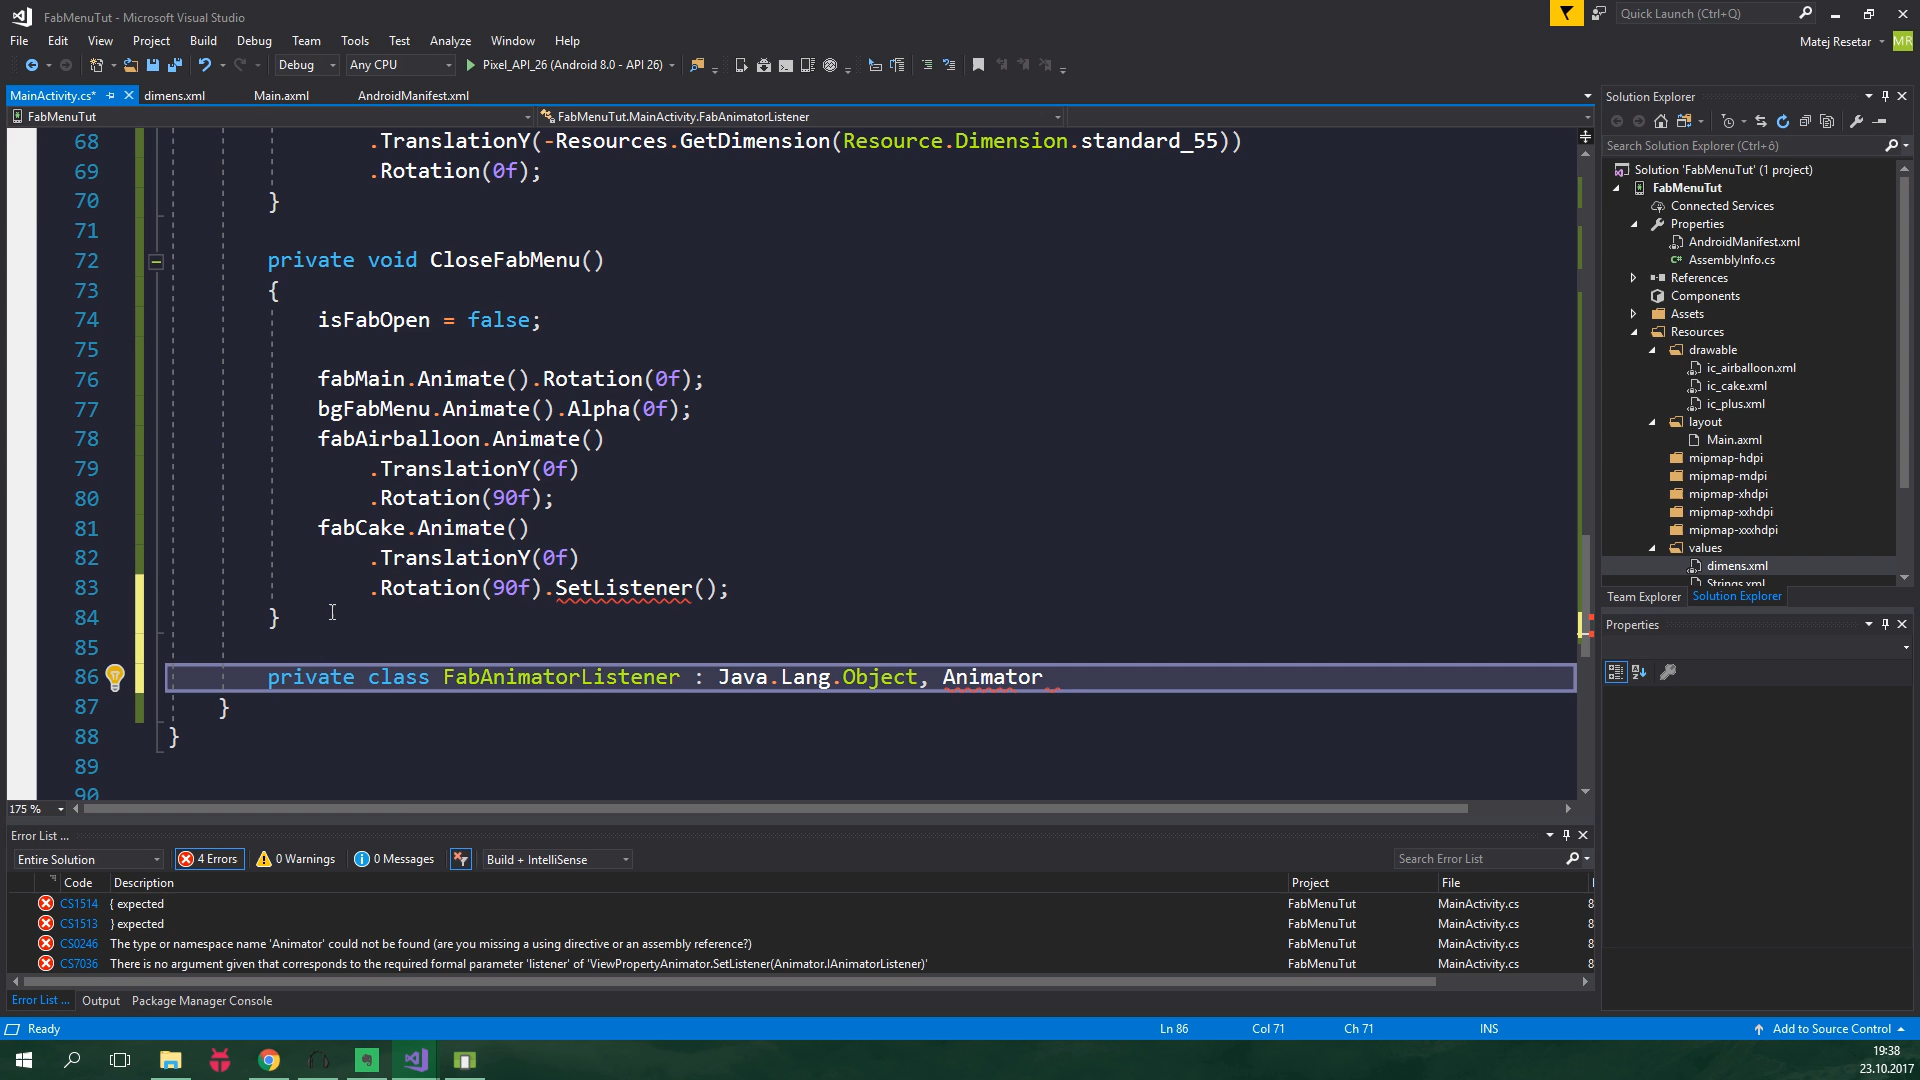 FabMenuTut - Microsoft Visual Studio
Quick Launch (Ctrl+Q)
File Edit View Project Build Debug Team Tools Test Analyze Window Help
Matej Resetar MR
Debug Any CPU Pixel_API_26 (Android 8.0 - API 26)
MainActivity.cs* dimens.xml Main.axml AndroidManifest.xml
FabMenuTut FabMenuTut.MainActivity.FabAnimatorListener
68 .TranslationY(-Resources.GetDimension(Resource.Dimension.standard_55))
69 .Rotation(0f);
70 }
71
72 private void CloseFabMenu()
73 {
74 isFabOpen = false;
75
76 fabMain.Animate().Rotation(0f);
77 bgFabMenu.Animate().Alpha(0f);
78 fabAirballoon.Animate()
79 .TranslationY(0f)
80 .Rotation(90f);
81 fabCake.Animate()
82 .TranslationY(0f)
83 .Rotation(90f).SetListener();
84 }
85
86 private class FabAnimatorListener : Java.Lang.Object, Animator
87 }
88 }
89
90
175 %
Solution Explorer
Search Solution Explorer (Ctrl+ô)
Solution 'FabMenuTut' (1 project)
FabMenuTut
Connected Services
Properties
AndroidManifest.xml
C# AssemblyInfo.cs
References
Components
Assets
Resources
drawable
ic_airballoon.xml
ic_cake.xml
ic_plus.xml
layout
Main.axml
mipmap-hdpi
mipmap-mdpi
mipmap-xhdpi
mipmap-xxhdpi
mipmap-xxxhdpi
values
dimens.xml
Strings.xml
Team Explorer Solution Explorer
Properties
Error List ...
Entire Solution 4 Errors 0 Warnings 0 Messages Build + IntelliSense Search Error List
Code Description Project File
CS1514 { expected FabMenuTut MainActivity.cs 8
CS1513 } expected FabMenuTut MainActivity.cs 8
CS0246 The type or namespace name 'Animator' could not be found (are you missing a using directive or an assembly reference?) FabMenuTut MainActivity.cs 8
CS7036 There is no argument given that corresponds to the required formal parameter 'listener' of 'ViewPropertyAnimator.SetListener(Animator.IAnimatorListener)' FabMenuTut MainActivity.cs 8
Error List ... Output Package Manager Console
Ready Ln 86 Col 71 Ch 71 INS Add to Source Control
19:38
23.10.2017